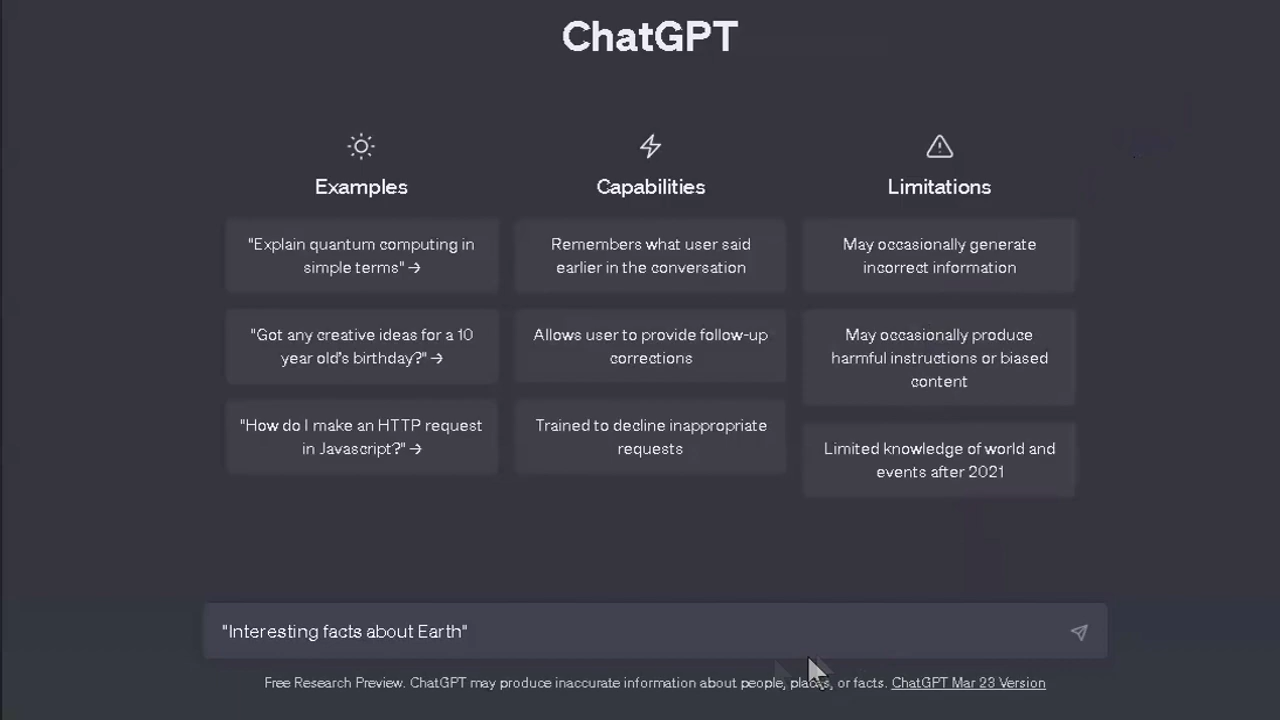 ChatGPT
Examples
"Explain quantum computing in
simple terms" →
"Got any creative ideas for a 10
year old's birthday?" →
"How do I make an HTTP request
in Javascript?" →
Capabilities
Remembers what user said
earlier in the conversation
Allows user to provide follow-up
corrections
Trained to decline inappropriate
requests
Limitations
May occasionally generate
incorrect information
May occasionally produce
harmful instructions or biased
content
Limited knowledge of world and
events after 2021
"Interesting facts about Earth"
Free Research Preview. ChatGPT may produce inaccurate information about people, places, or facts. ChatGPT Mar 23 Version